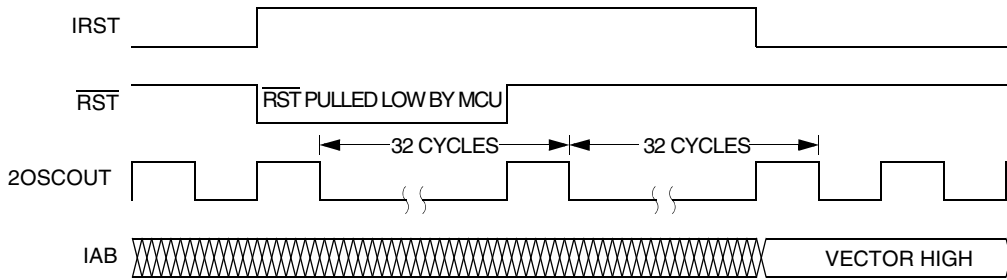 IRST
RST
RST PULLED LOW BY MCU
32 CYCLES 32 CYCLES
2OSCOUT
IAB
VECTOR HIGH